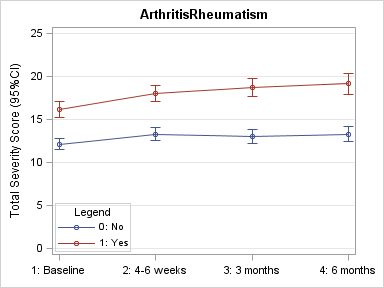 ArthritisRheumatism
Total Severity Score (95%CI)
25
20
15
10
5
0
Legend
0: No
1: Yes
1: Baseline
2: 4-6 weeks
3: 3 months
4: 6 months